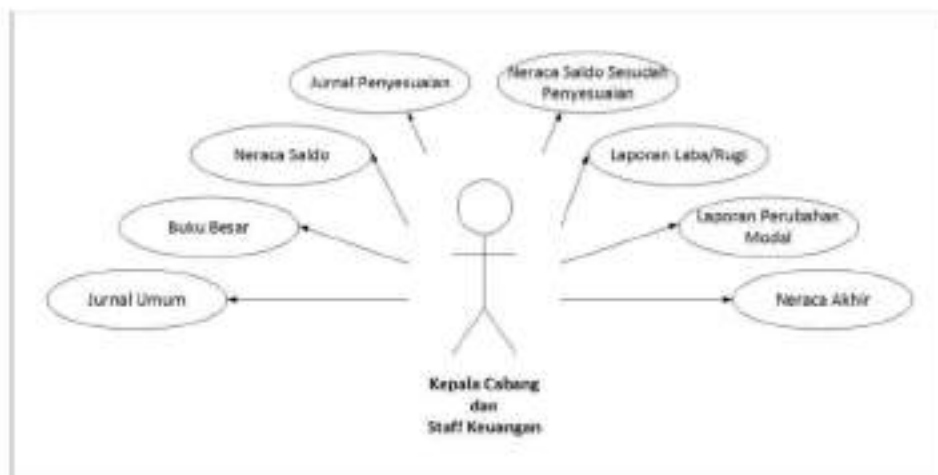 Jurnal Penyesuaian
Neraca Saldo Sesudah
Penyesuaian
Neraca Saldo
Laporan Laba/Rugi
Buku Besar
Laporan Perubahan
Modal
Jurnal Umum
Neraca Akhir
Kepala Cabang
dan
Staff Keuangan